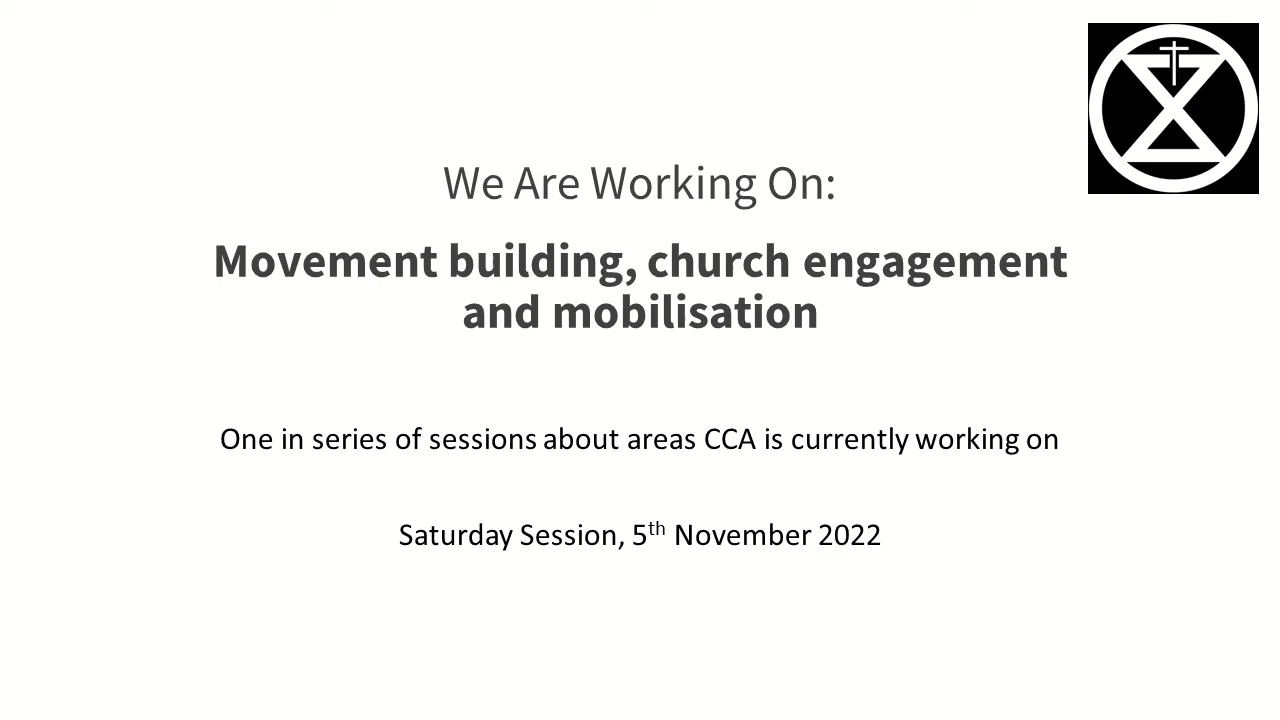 We Are Working On:
Movement building, church engagement
and mobilisation
One in series of sessions about areas CCA is currently working on
Saturday Session, 5th November 2022